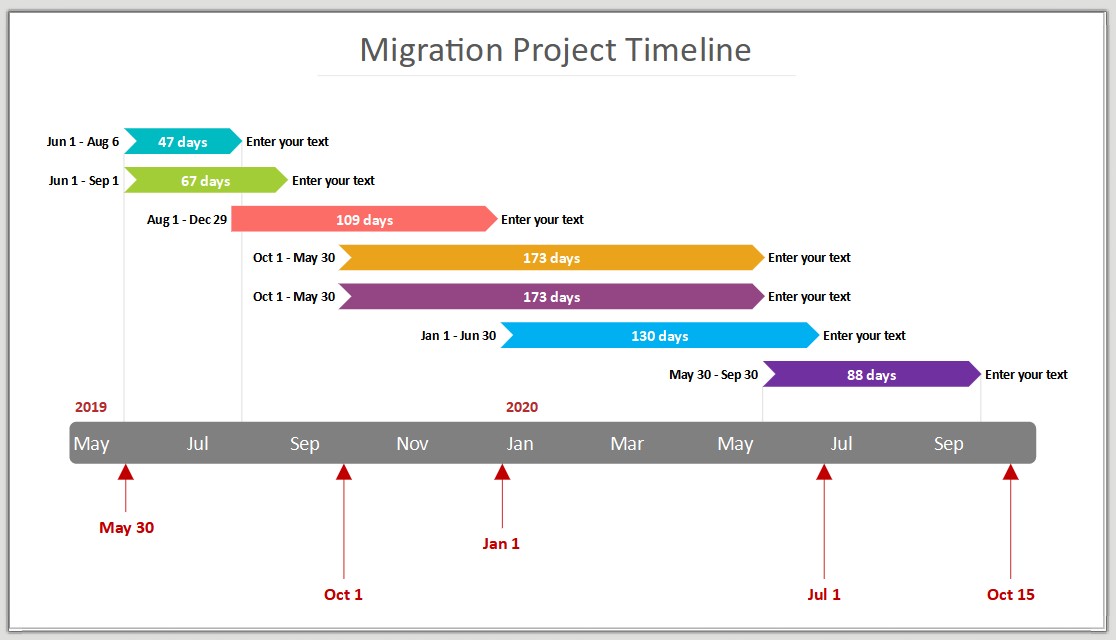 Migration Project Timeline
Jun 1 - Aug 6 47 days Enter your text
Jun 1 - Sep 1 67 days Enter your text
Aug 1 - Dec 29 109 days Enter your text
Oct 1 - May 30 173 days Enter your text
Oct 1 - May 30 173 days Enter your text
Jan 1 - Jun 30 130 days Enter your text
May 30 - Sep 30 88 days Enter your text
2019 2020
May Jul Sep Nov Jan Mar May Jul Sep
May 30
Jan 1
Oct 1 Jul 1 Oct 15